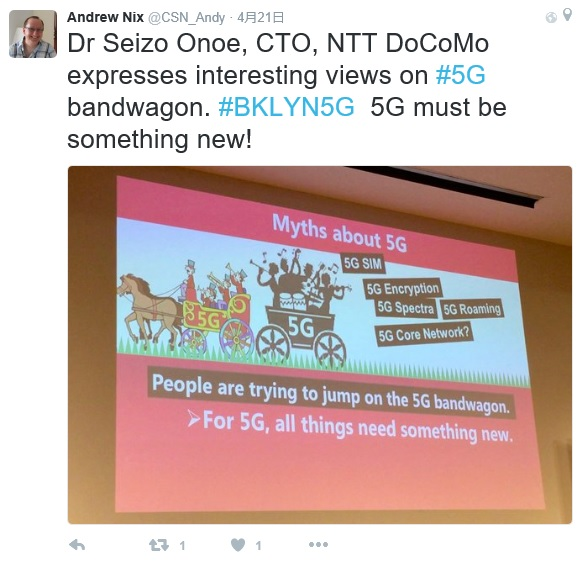 Andrew Nix @CSN_Andy · 4月21日
Dr Seizo Onoe, CTO, NTT DoCoMo
expresses interesting views on #5G
bandwagon. #BKLYN5G 5G must be
something new!
Myths about 5G
5G SIM
5G Encryption
5G Spectra 5G Roaming
5G Core Network?
5G
5G
People are trying to jump on the 5G bandwagon.
➢For 5G, all things need something new.
1 1